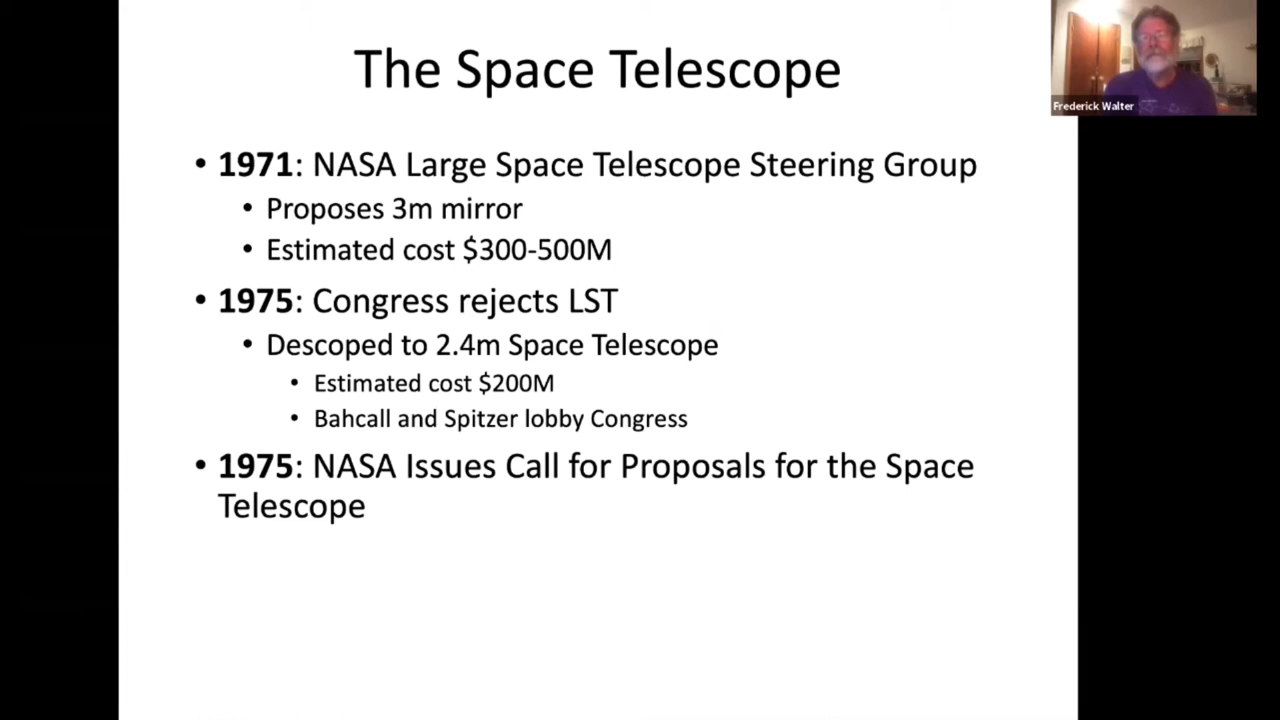 The Space Telescope
Frederick Walter
• 1971: NASA Large Space Telescope Steering Group
• Proposes 3m mirror
• Estimated cost $300-500M
• 1975: Congress rejects LST
• Descoped to 2.4m Space Telescope
• Estimated cost $200M
• Bahcall and Spitzer lobby Congress
• 1975: NASA Issues Call for Proposals for the Space
Telescope